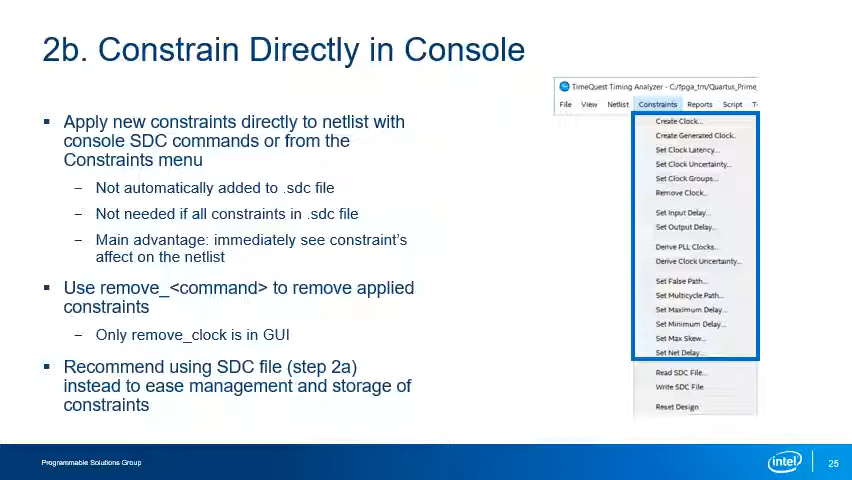 2b. Constrain Directly in Console
▪ Apply new constraints directly to netlist with
console SDC commands or from the
Constraints menu
– Not automatically added to .sdc file
– Not needed if all constraints in .sdc file
– Main advantage: immediately see constraint's
affect on the netlist
▪ Use remove_<command> to remove applied
constraints
– Only remove_clock is in GUI
▪ Recommend using SDC file (step 2a)
instead to ease management and storage of
constraints
TimeQuest Timing Analyzer - C:/fpga_trn/Quartus_Prime_
File View Netlist Constraints Reports Script T
Create Clock...
Create Generated Clock..
Set Clock Latency...
Set Clock Uncertainty...
Set Clock Groups...
Remove Clock...
Set Input Delay...
Set Output Delay...
Derive PLL Clocks...
Derive Clock Uncertainty...
Set False Path...
Set Multicycle Path...
Set Maximum Delay...
Set Minimum Delay...
Set Max Skew...
Set Net Delay...
Read SDC File...
Write SDC File
Reset Design
Programmable Solutions Group
intel
25